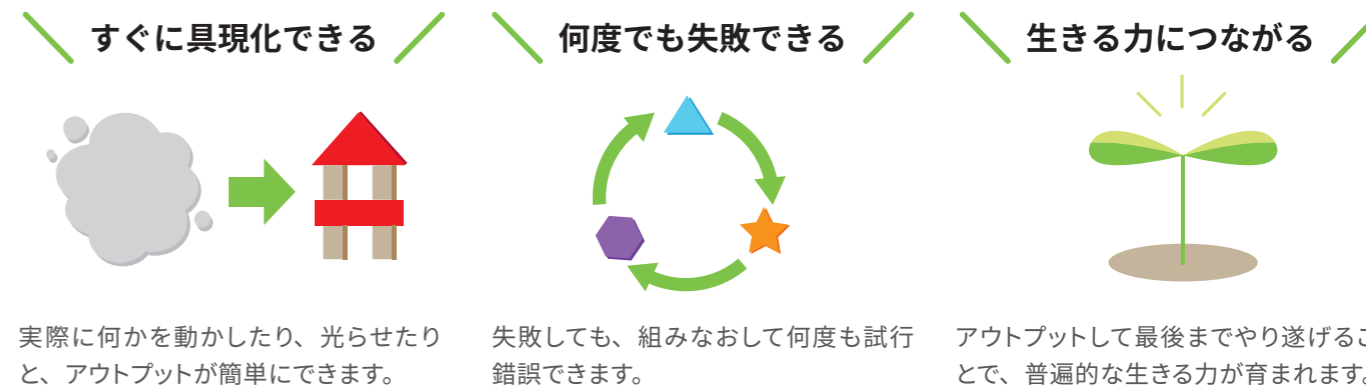 すぐに具現化できる
何度でも失敗できる
生きる力につながる
実際に何かを動かしたり、光らせたり
と、アウトプットが簡単にできます。
失敗しても、組みなおして何度も試行
錯誤できます。
アウトプットして最後までやり遂げるこ
とで、普遍的な生きる力が育まれます。